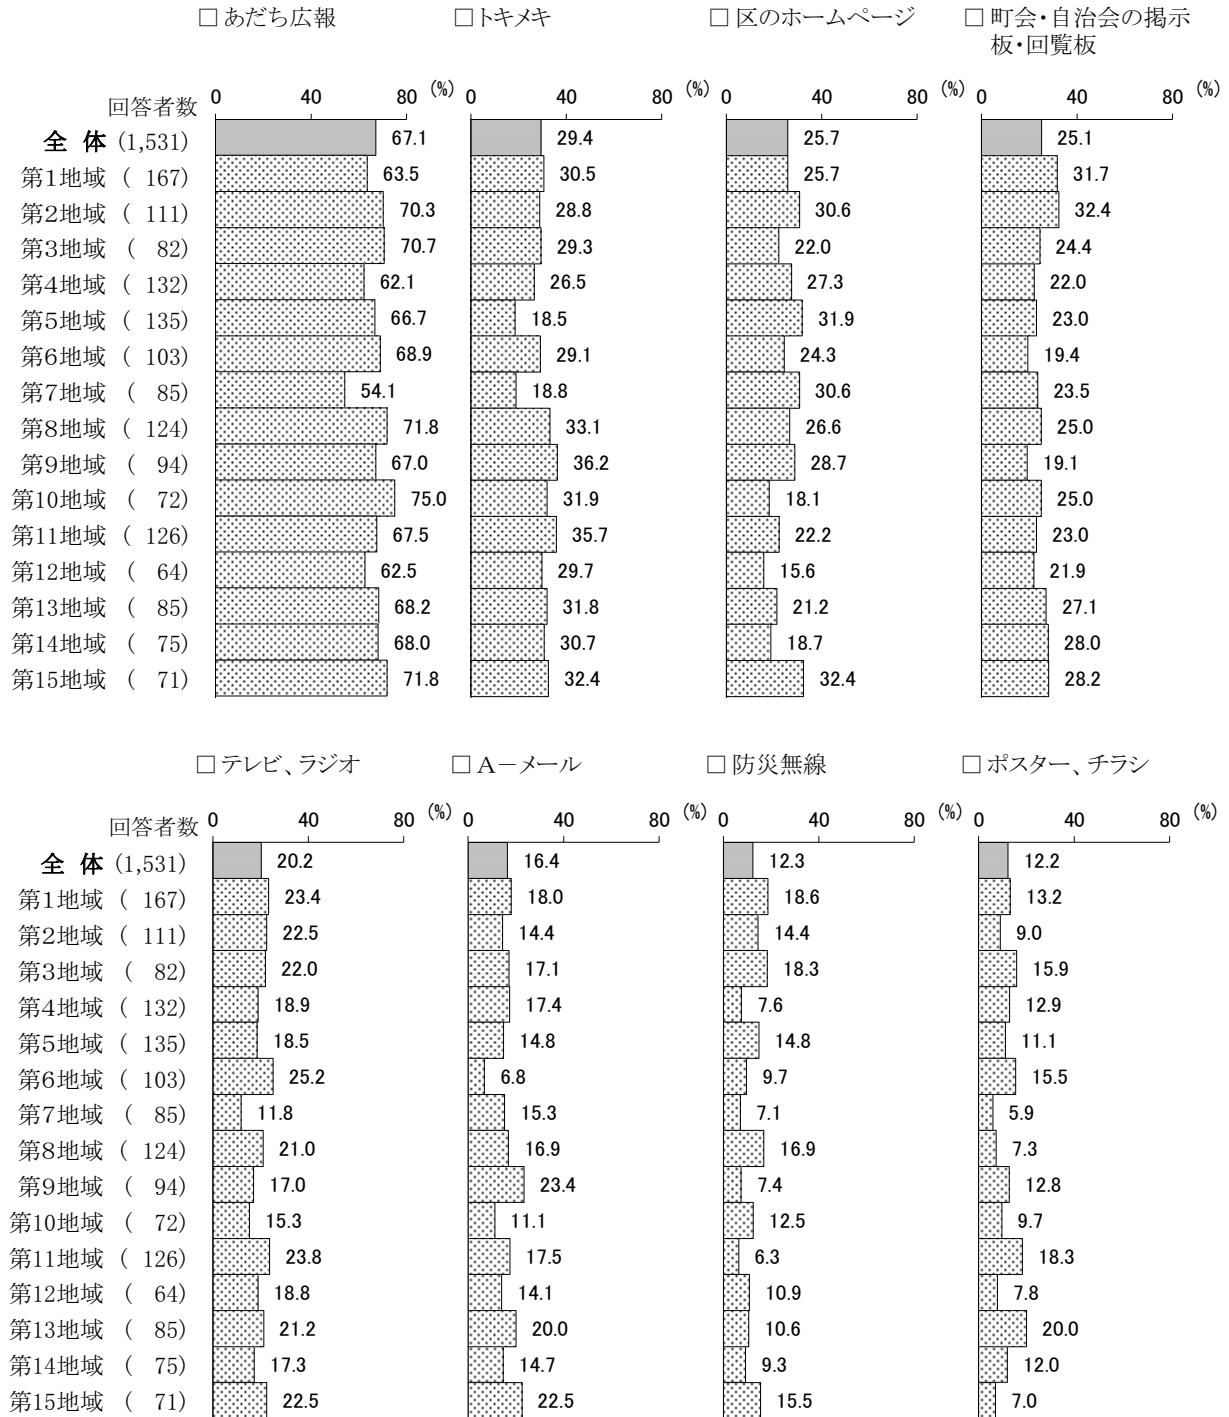 □ あだち広報 □ トキメキ □ 区のホームページ □ 町会・自治会の掲示
板・回覧板
0 40 80 (%) 0 40 80 (%) 0 40 80 (%) 0 40 80 (%)
回答者数
全 体 (1,531) 67.1 29.4 25.7 25.1
第1地域 ( 167) 63.5 30.5 25.7 31.7
第2地域 ( 111) 70.3 28.8 30.6 32.4
第3地域 ( 82) 70.7 29.3 22.0 24.4
第4地域 ( 132) 62.1 26.5 27.3 22.0
第5地域 ( 135) 66.7 18.5 31.9 23.0
第6地域 ( 103) 68.9 29.1 24.3 19.4
第7地域 ( 85) 54.1 18.8 30.6 23.5
第8地域 ( 124) 71.8 33.1 26.6 25.0
第9地域 ( 94) 67.0 36.2 28.7 19.1
第10地域 ( 72) 75.0 31.9 18.1 25.0
第11地域 ( 126) 67.5 35.7 22.2 23.0
第12地域 ( 64) 62.5 29.7 15.6 21.9
第13地域 ( 85) 68.2 31.8 21.2 27.1
第14地域 ( 75) 68.0 30.7 18.7 28.0
第15地域 ( 71) 71.8 32.4 32.4 28.2
□ テレビ、ラジオ □ A－メール □ 防災無線 □ ポスター、チラシ
0 40 80 (%) 0 40 80 (%) 0 40 80 (%) 0 40 80 (%)
回答者数
全 体 (1,531) 20.2 16.4 12.3 12.2
第1地域 ( 167) 23.4 18.0 18.6 13.2
第2地域 ( 111) 22.5 14.4 14.4 9.0
第3地域 ( 82) 22.0 17.1 18.3 15.9
第4地域 ( 132) 18.9 17.4 7.6 12.9
第5地域 ( 135) 18.5 14.8 14.8 11.1
第6地域 ( 103) 25.2 6.8 9.7 15.5
第7地域 ( 85) 11.8 15.3 7.1 5.9
第8地域 ( 124) 21.0 16.9 16.9 7.3
第9地域 ( 94) 17.0 23.4 7.4 12.8
第10地域 ( 72) 15.3 11.1 12.5 9.7
第11地域 ( 126) 23.8 17.5 6.3 18.3
第12地域 ( 64) 18.8 14.1 10.9 7.8
第13地域 ( 85) 21.2 20.0 10.6 20.0
第14地域 ( 75) 17.3 14.7 9.3 12.0
第15地域 ( 71) 22.5 22.5 15.5 7.0